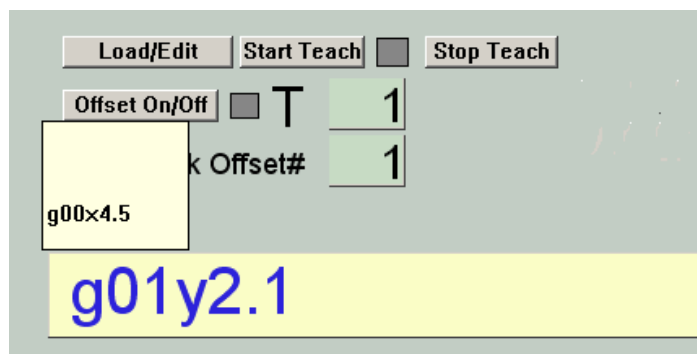 Load/Edit Start Teach Stop Teach
Offset On/Off T 1
k Offset# 1
g00x4.5
g01y2.1